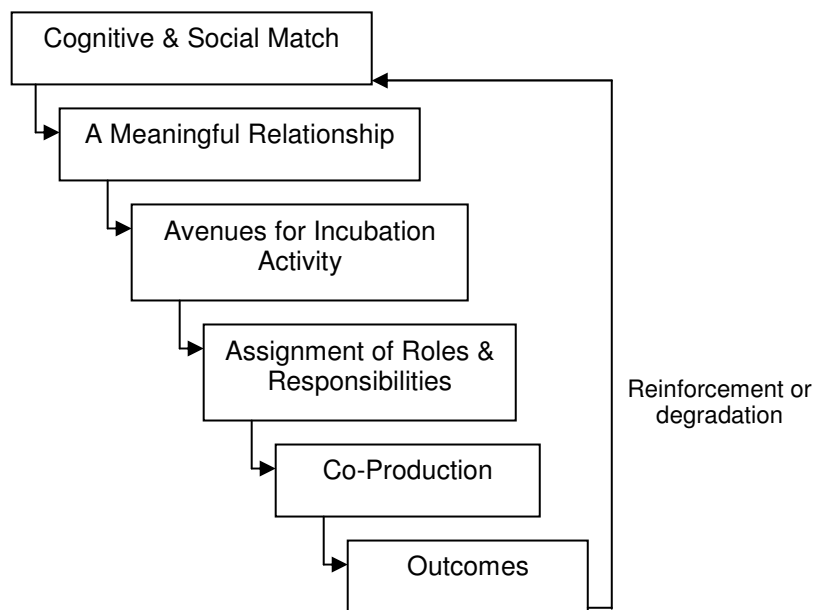 Cognitive & Social Match
A Meaningful Relationship
Avenues for Incubation
Activity
Assignment of Roles &
Responsibilities
Reinforcement or
degradation
Co-Production
Outcomes